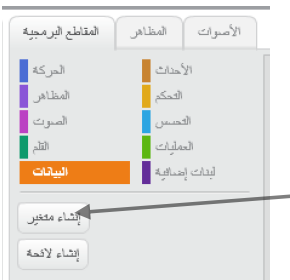 المقاطع البرمجية المظاهر الأصوات
الحركة الأحداث
المظاهر التحكم
الصوت التحسس
القلم العمليات
البيانات لبنات إضافية
إنشاء متغير
إنشاء لائحة